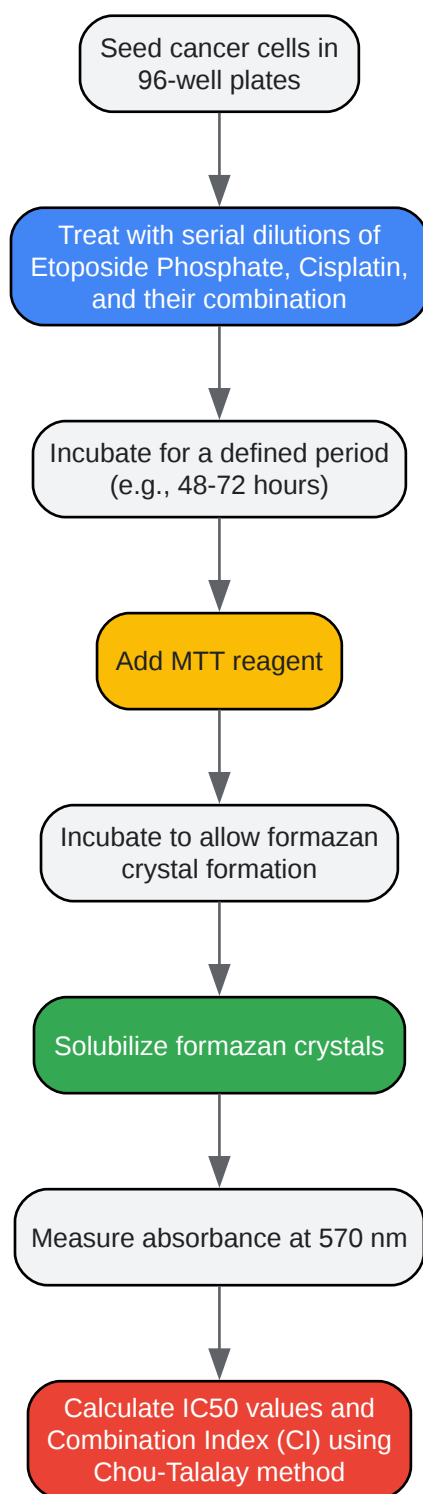 Seed cancer cells in
96-well plates
Treat with serial dilutions of
Etoposide Phosphate, Cisplatin,
and their combination
Incubate for a defined period
(e.g., 48-72 hours)
Add MTT reagent
Incubate to allow formazan
crystal formation
Solubilize formazan crystals
Measure absorbance at 570 nm
Calculate IC50 values and
Combination Index (CI) using
Chou-Talalay method